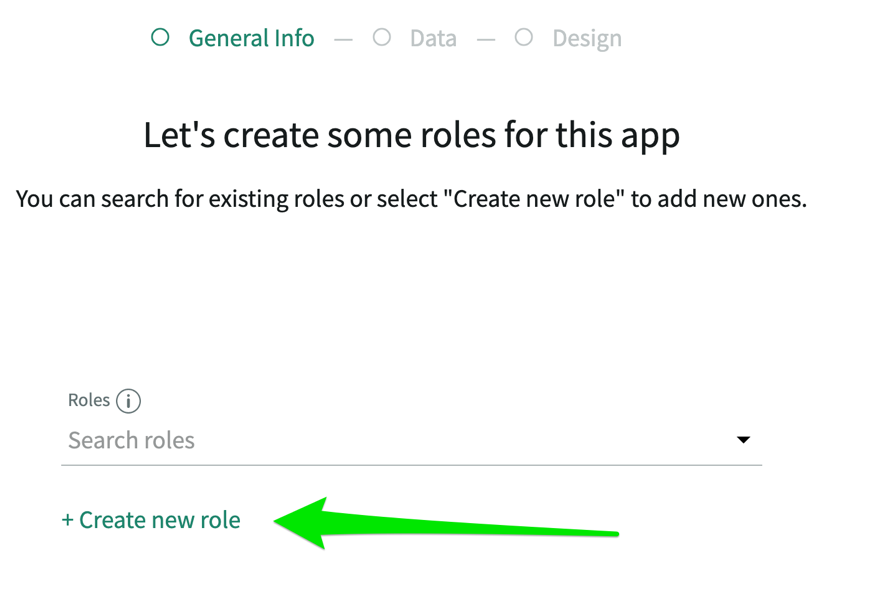 General Info — Data — Design
Let's create some roles for this app
You can search for existing roles or select "Create new role" to add new ones.
Roles
Search roles
+ Create new role